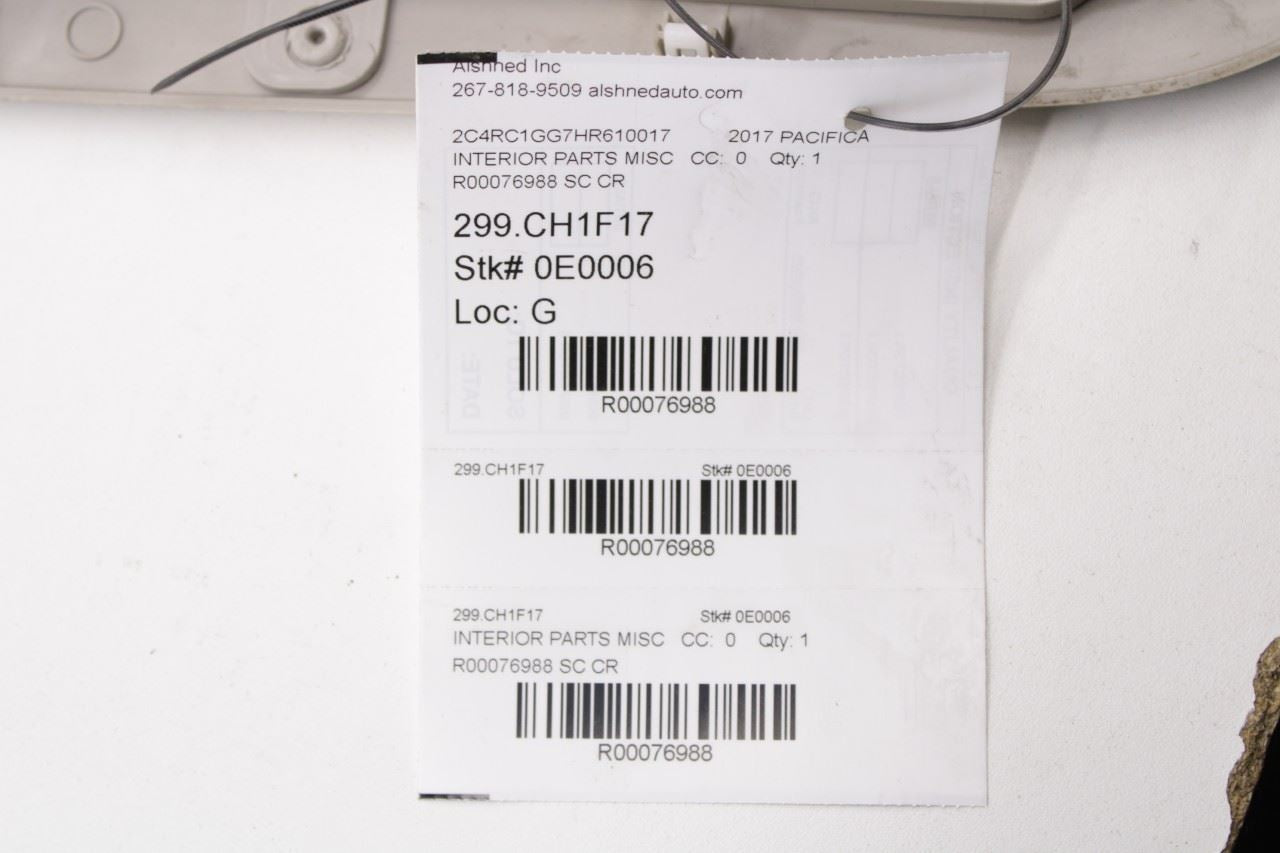 Alshned Inc
267-818-9509 alshnedauto.com
2C4RC1GG7HR610017 2017 PACIFICA
INTERIOR PARTS MISC CC: 0 Qty: 1
R00076988 SC CR
299.CH1F17
Stk# 0E0006
Loc: G
R00076988
299.CH1F17 Stk# 0E0006
R00076988
299.CH1F17 Stk# 0E0006
INTERIOR PARTS MISC CC: 0 Qty: 1
R00076988 SC CR
R00076988